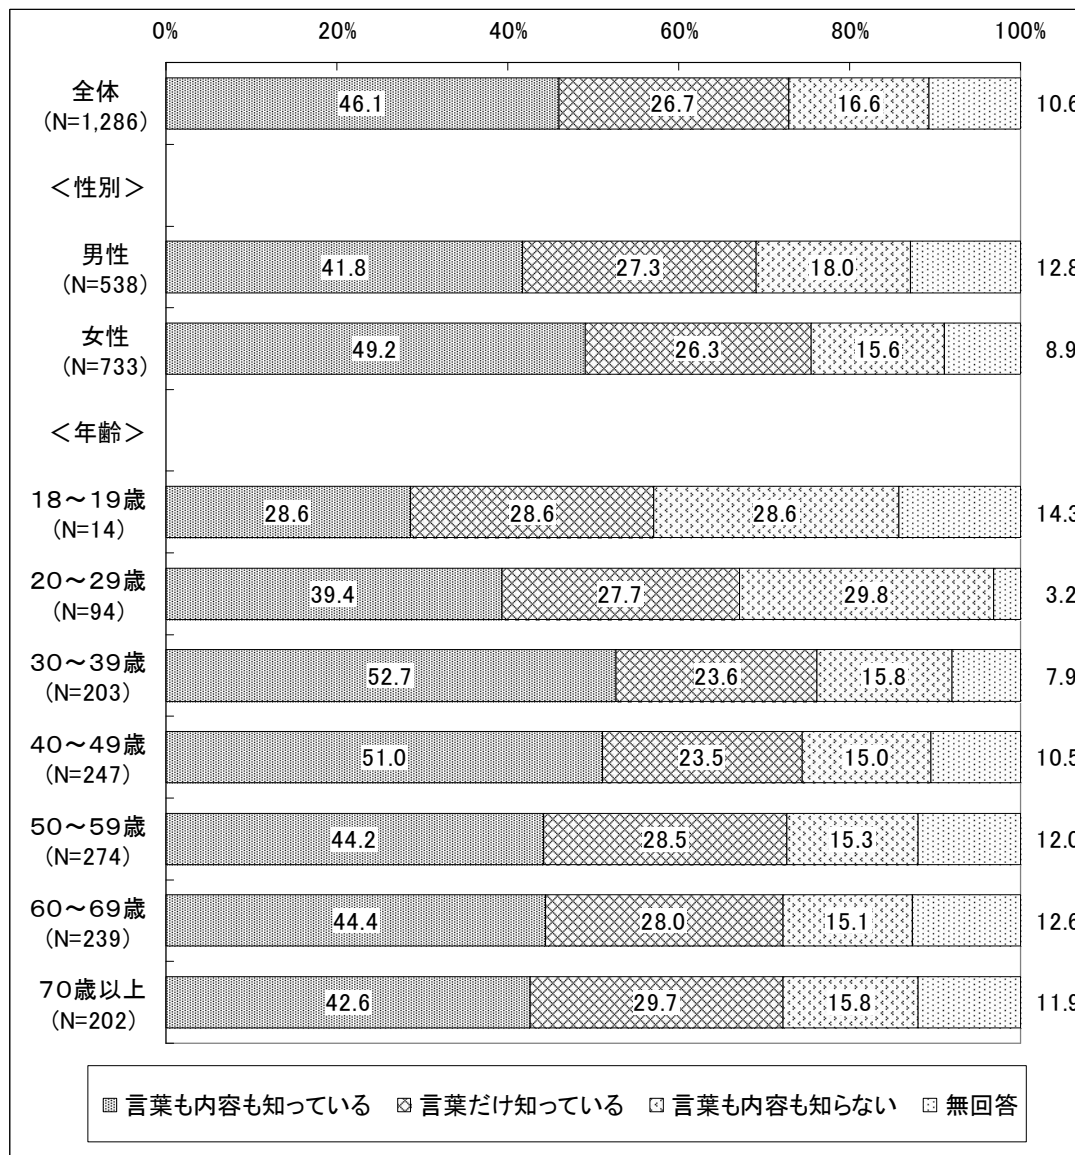 0% 20% 40% 60% 80% 100%
全体
(N=1,286)
46.1 26.7 16.6 10.6
＜性別＞
男性
(N=538)
41.8 27.3 18.0 12.8
女性
(N=733)
49.2 26.3 15.6 8.9
＜年齢＞
18～19歳
(N=14)
28.6 28.6 28.6 14.3
20～29歳
(N=94)
39.4 27.7 29.8 3.2
30～39歳
(N=203)
52.7 23.6 15.8 7.9
40～49歳
(N=247)
51.0 23.5 15.0 10.5
50～59歳
(N=274)
44.2 28.5 15.3 12.0
60～69歳
(N=239)
44.4 28.0 15.1 12.6
70歳以上
(N=202)
42.6 29.7 15.8 11.9
言葉も内容も知っている 言葉だけ知っている 言葉も内容も知らない 無回答